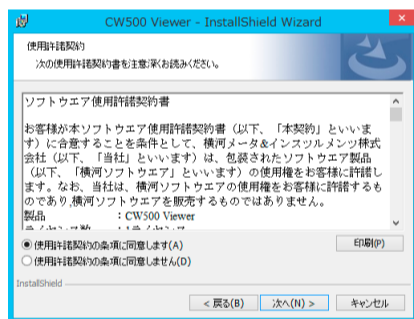 CW500 Viewer - InstallShield Wizard
使用許諾契約
次の使用許諾契約書を注意深くお読みください。
ソフトウエア使用許諾契約書
お客様が本ソフトウエア使用許諾契約書（以下、「本契約」といいま
す）に合意することを条件として、横河メータ&インスツルメンツ株式
会社（以下、「当社」といいます）は、包装されたソフトウエア製品
（以下、「横河ソフトウエア」といいます）の使用権をお客様に許諾し
ます。なお、当社は、横河ソフトウエアの使用権をお客様に許諾するも
のであり,横河ソフトウエアを販売するものではありません。
製品 : CW500 Viewer
ライセンス数 : 1ライセンス
使用許諾契約の条項に同意します(A)
印刷(P)
使用許諾契約の条項に同意しません(D)
InstallShield
< 戻る(B)
次へ(N) >
キャンセル